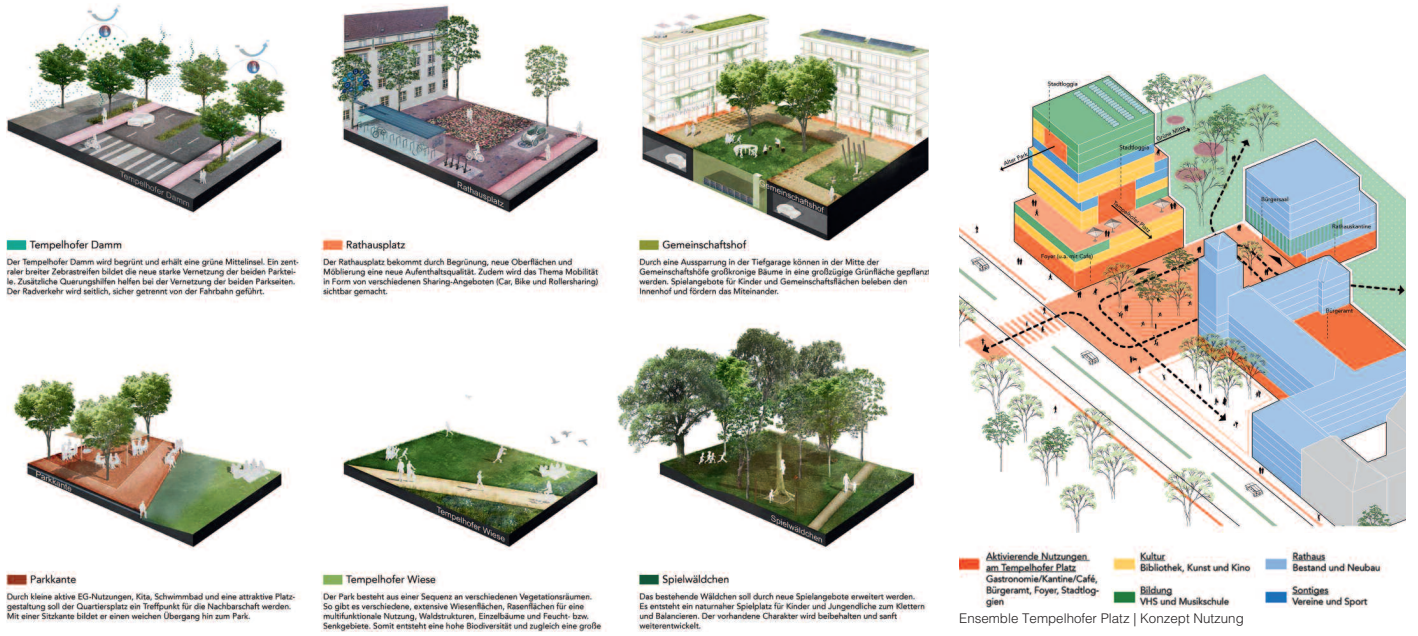 Tempelhofer Damm
Rathausplatz
Gemeinschaftshof
Tempelhofer Damm
Der Tempelhofer Damm wird begrünt und erhält eine grüne Mittelinsel. Ein zent-
raler breiter Zebrastreifen bildet die neue starke Vernetzung der beiden Parktei-
le. Zusätzliche Querungshilfen helfen bei der Vernetzung der beiden Parkseiten.
Der Radverkehr wird seitlich, sicher getrennt von der Fahrbahn geführt.
Rathausplatz
Der Rathausplatz bekommt durch Begrünung, neue Oberflächen und
Möblierung eine neue Aufenthaltsqualität. Zudem wird das Thema Mobilität
in Form von verschiedenen Sharing-Angeboten (Car, Bike und Rollersharing)
sichtbar gemacht.
Gemeinschaftshof
Durch eine Aussparung in der Tiefgarage können in der Mitte der
Gemeinschaftshöfe großkronige Bäume in eine großzügige Grünfläche gepflanzt
werden. Spielangebote für Kinder und Gemeinschaftsflächen beleben den
Innenhof und fördern das Miteinander.
Parkkante
Tempelhofer Wiese
Spielwäldchen
Parkkante
Durch kleine aktive EG-Nutzungen, Kita, Schwimmbad und eine attraktive Platz-
gestaltung soll der Quartiersplatz ein Treffpunkt für die Nachbarschaft werden.
Mit einer Sitzkante bildet er einen weichen Übergang hin zum Park.
Tempelhofer Wiese
Der Park besteht aus einer Sequenz an verschiedenen Vegetationsräumen.
So gibt es verschiedene, extensive Wiesenflächen, Rasenflächen für eine
multifunktionale Nutzung, Waldstrukturen, Einzelbäume und Feucht- bzw.
Senkgebiete. Somit entsteht eine hohe Biodiversität und zugleich eine große
Spielwäldchen
Das bestehende Wäldchen soll durch neue Spielangebote erweitert werden.
Es entsteht ein naturnaher Spielplatz für Kinder und Jungendliche zum Klettern
und Balancieren. Der vorhandene Charakter wird beibehalten und sanft
weiterentwickelt.
Stadtloggia
Grüne Mitte
Alter Park
Stadtloggia
Bürgersaal
Tempelhofer Platz
Rathauskantine
Foyer (u.a. mit Café)
Bürgeramt
Aktivierende Nutzungen
am Tempelhofer Platz
Gastronomie/Kantine/Café,
Bürgeramt, Foyer, Stadtlog-
gien
Kultur
Bibliothek, Kunst und Kino
Bildung
VHS und Musikschule
Rathaus
Bestand und Neubau
Sontiges
Vereine und Sport
Ensemble Tempelhofer Platz | Konzept Nutzung